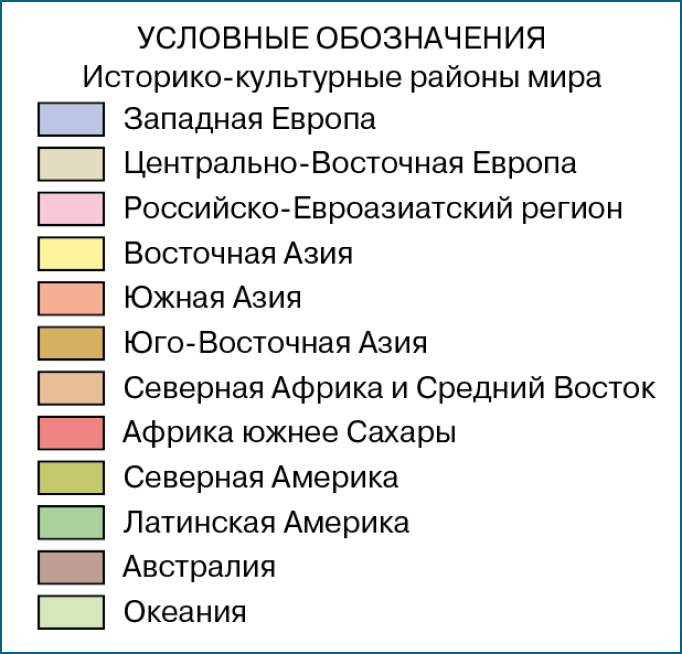 УСЛОВНЫЕ ОБОЗНАЧЕНИЯ
Историко-культурные районы мира
Западная Европа
Центрально-Восточная Европа
Российско-Евроазиатский регион
Восточная Азия
Южная Азия
Юго-Восточная Азия
Северная Африка и Средний Восток
Африка южнее Сахары
Северная Америка
Латинская Америка
Австралия
Океания